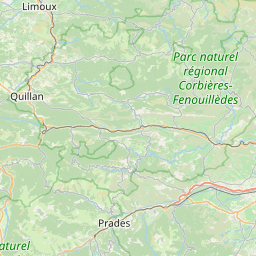 Limoux
Parc naturel
régional
Corbières-
Fenouillèdes
Quillan
Prades
naturel